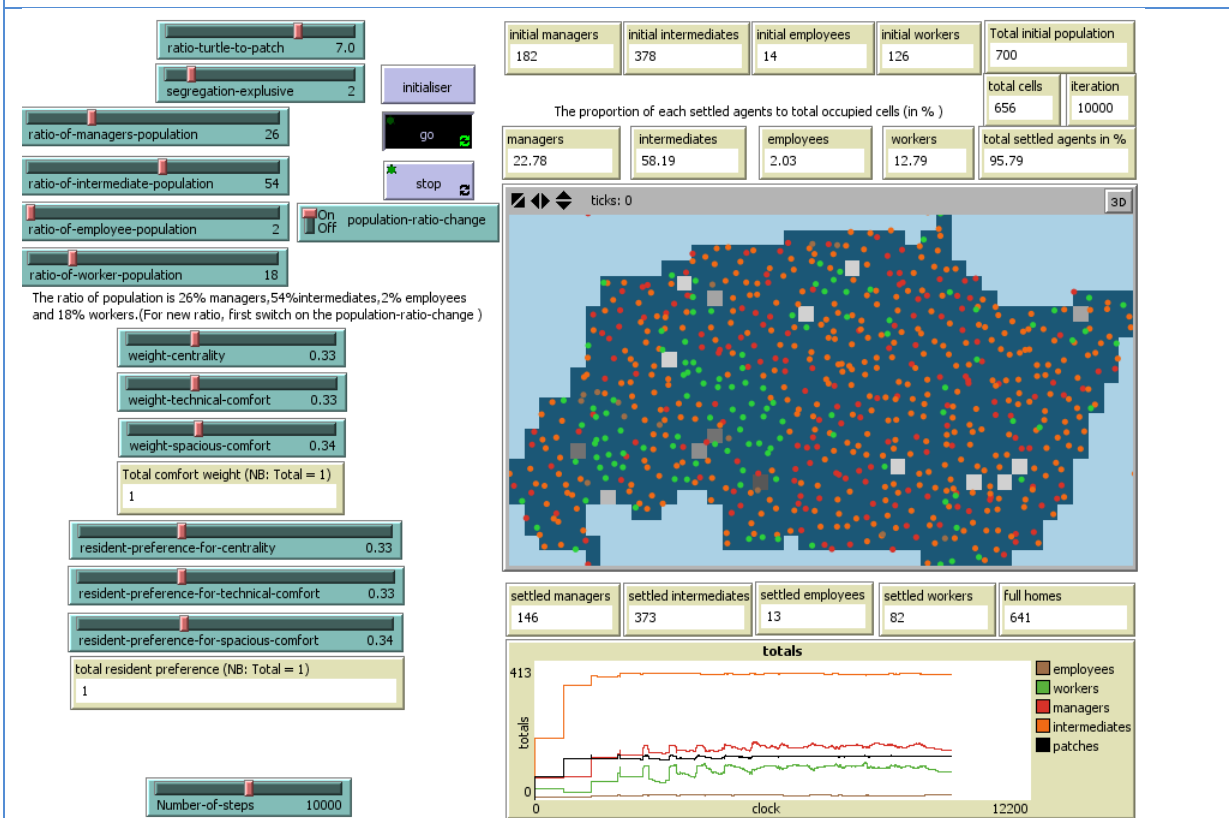 ratio-turtle-to-patch 7.0
segregation-explusive 2
initialiser
ratio-of-managers-population 26
go
ratio-of-intermediate-population 54
stop
ratio-of-employee-population 2
On
Off
population-ratio-change
ratio-of-worker-population 18
The ratio of population is 26% managers,54%intermediates,2% employees
and 18% workers.(For new ratio, first switch on the population-ratio-change )
weight-centrality 0.33
weight-technical-comfort 0.33
weight-spacious-comfort 0.34
Total comfort weight (NB: Total = 1)
1
resident-preference-for-centrality 0.33
resident-preference-for-technical-comfort 0.33
resident-preference-for-spacious-comfort 0.34
total resident preference (NB: Total = 1)
1
Number-of-steps 10000
initial managers
182
initial intermediates
378
initial employees
14
initial workers
126
Total initial population
700
total cells
656
iteration
10000
The proportion of each settled agents to total occupied cells (in % )
managers
22.78
intermediates
58.19
employees
2.03
workers
12.79
total settled agents in %
95.79
ticks: 0
3D
settled managers
146
settled intermediates
373
settled employees
13
settled workers
82
full homes
641
totals
413
totals
0
0
clock
12200
employees
workers
managers
intermediates
patches